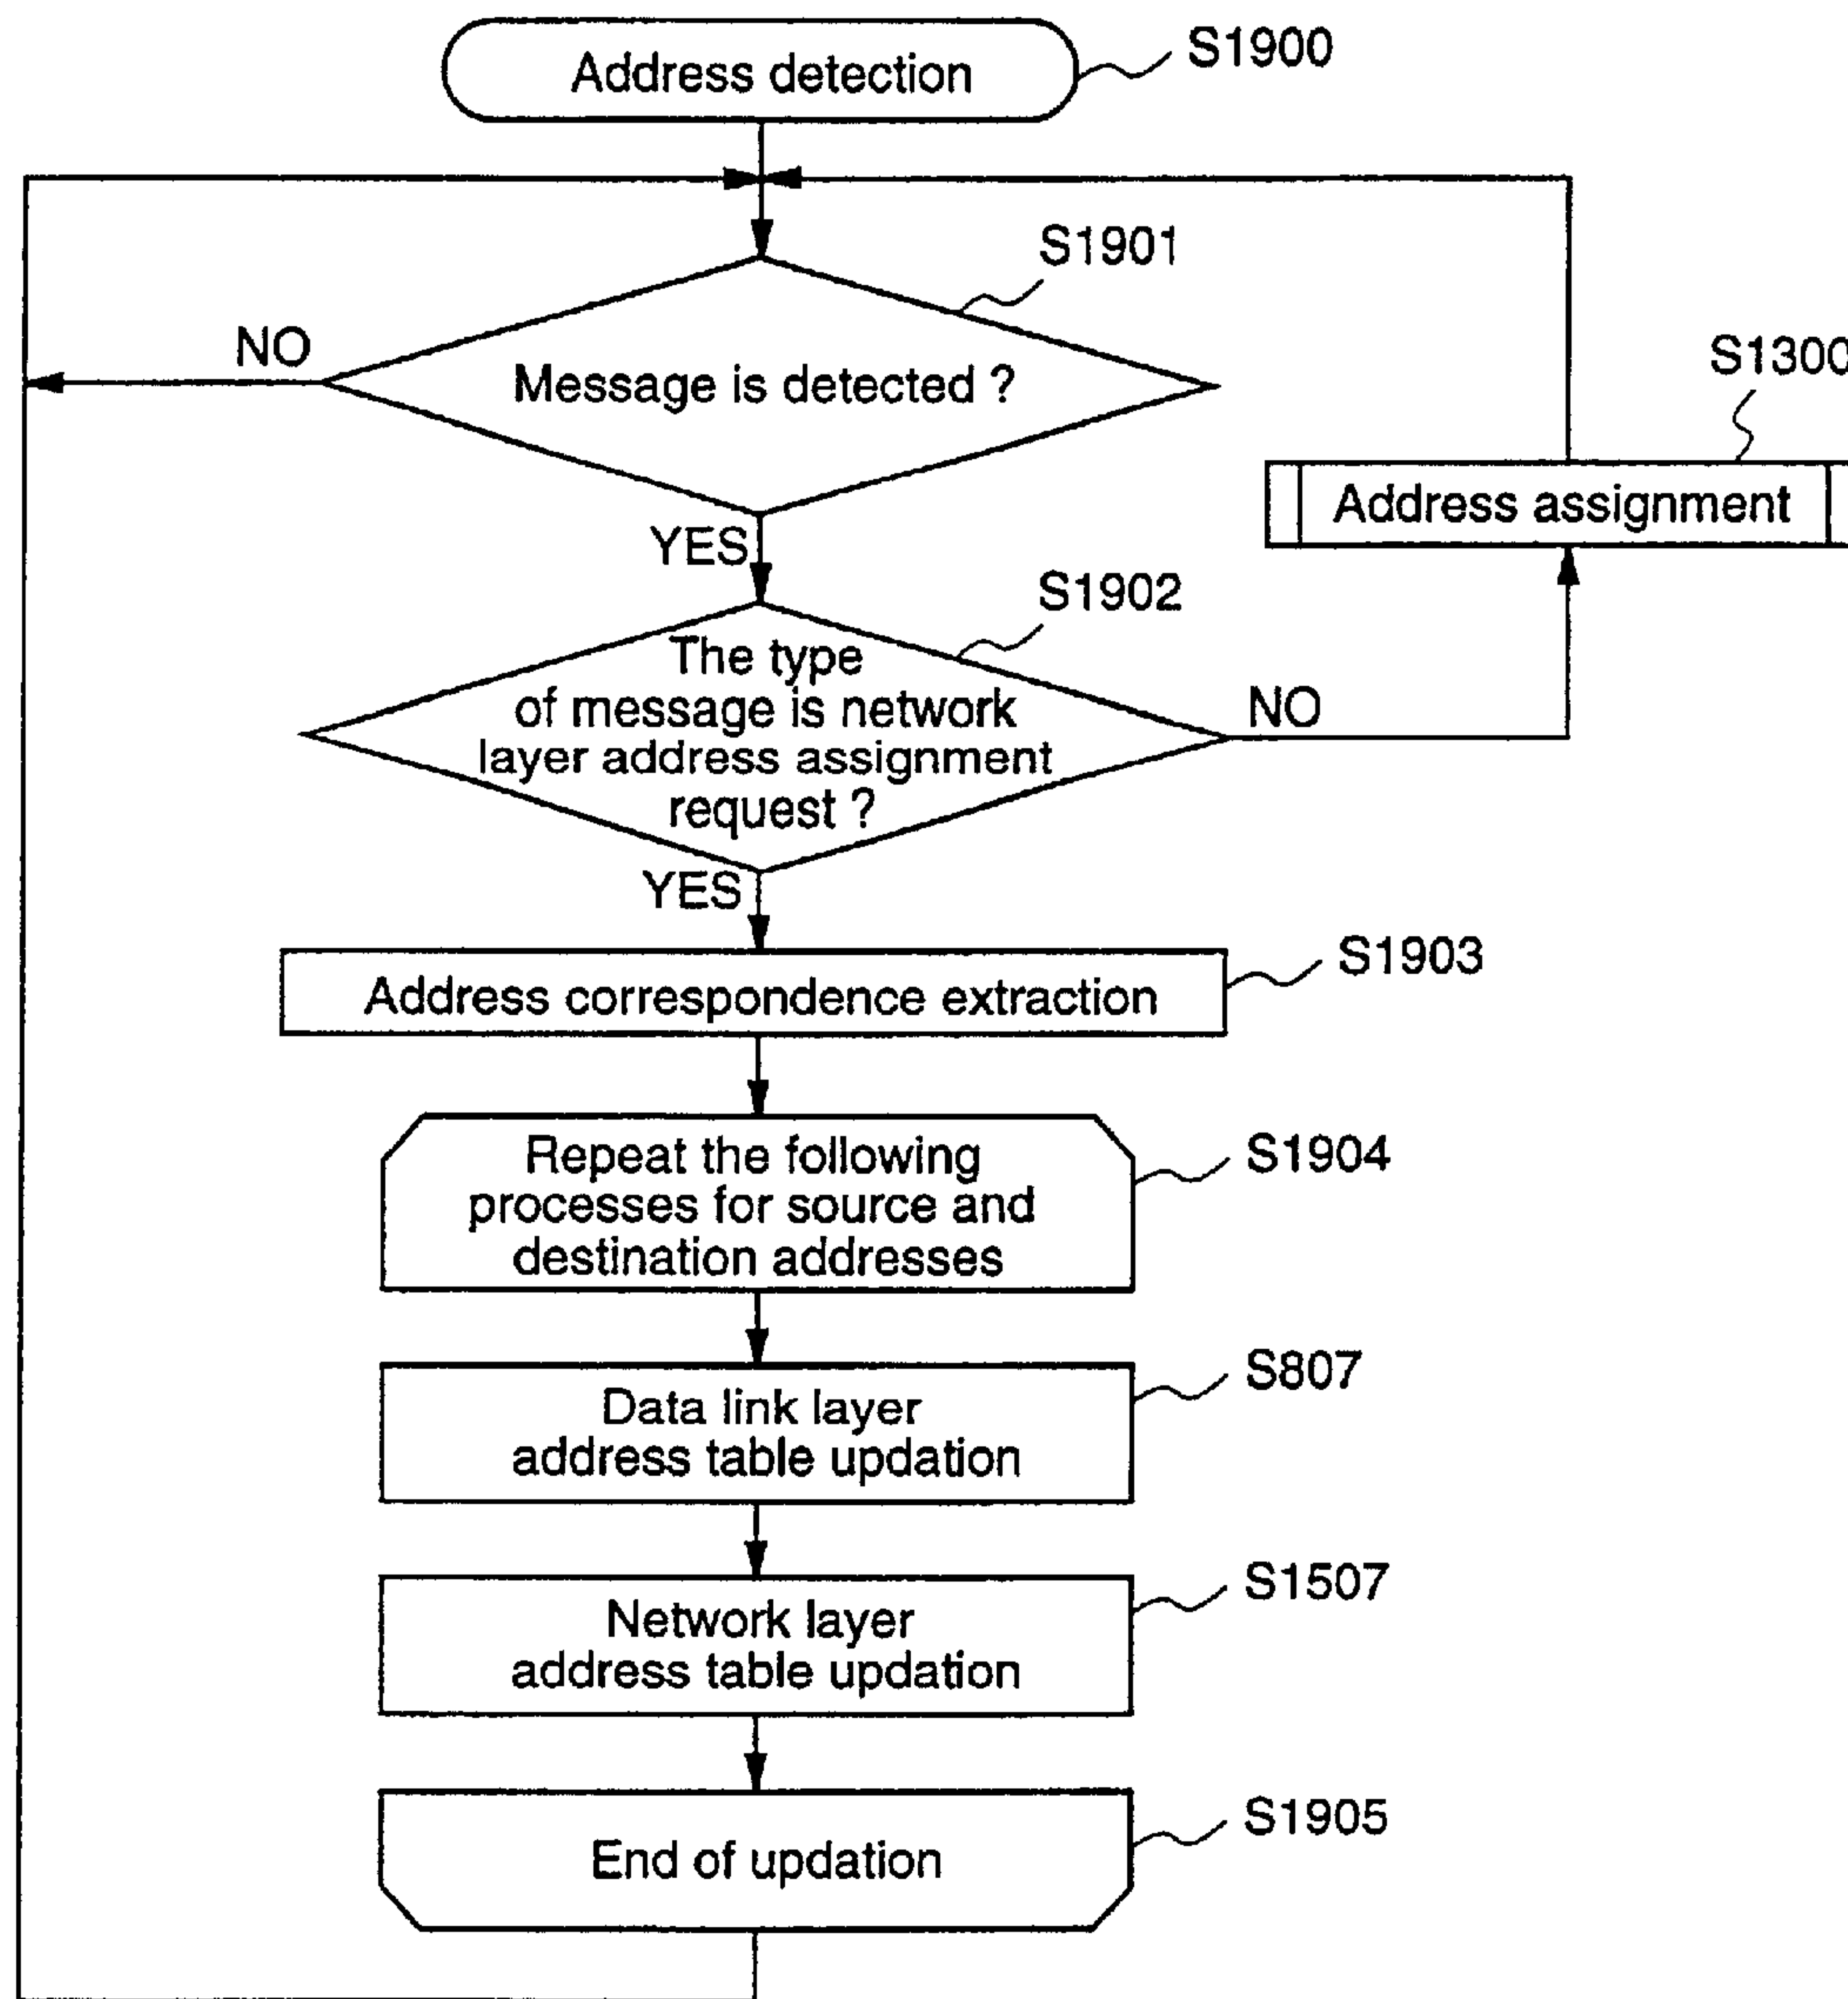 Address detection
S1900
S1901
NO
Message is detected ?
S1300
Address assignment
YES
S1902
The type
of message is network
layer address assignment
request ?
NO
YES
S1903
Address correspondence extraction
Repeat the following
processes for source and
destination addresses
S1904
S807
Data link layer
address table updation
S1507
Network layer
address table updation
S1905
End of updation